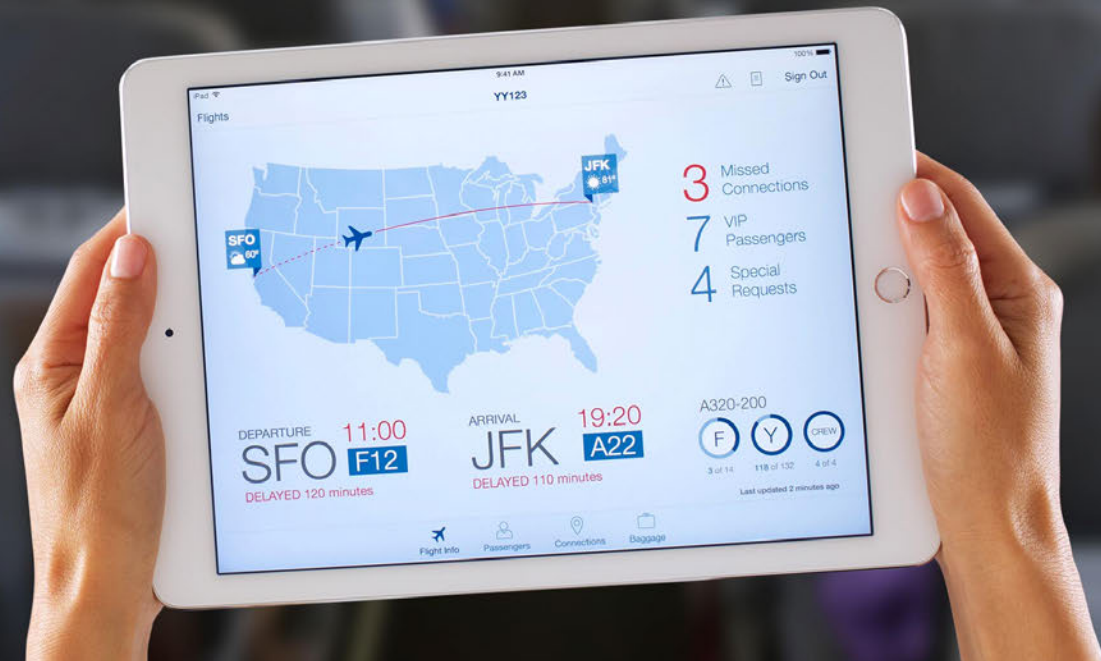 iPad
9:41 AM
100%
Flights
YY123
Sign Out
SFO
60°
JFK
81°
3 Missed
Connections
7 VIP
Passengers
4 Special
Requests
DEPARTURE 11:00
SFO F12
DELAYED 120 minutes
ARRIVAL 19:20
JFK A22
DELAYED 110 minutes
A320-200
F Y CREW
3 of 14 118 of 132 4 of 4
Last updated 2 minutes ago
Flight Info Passengers Connections Baggage